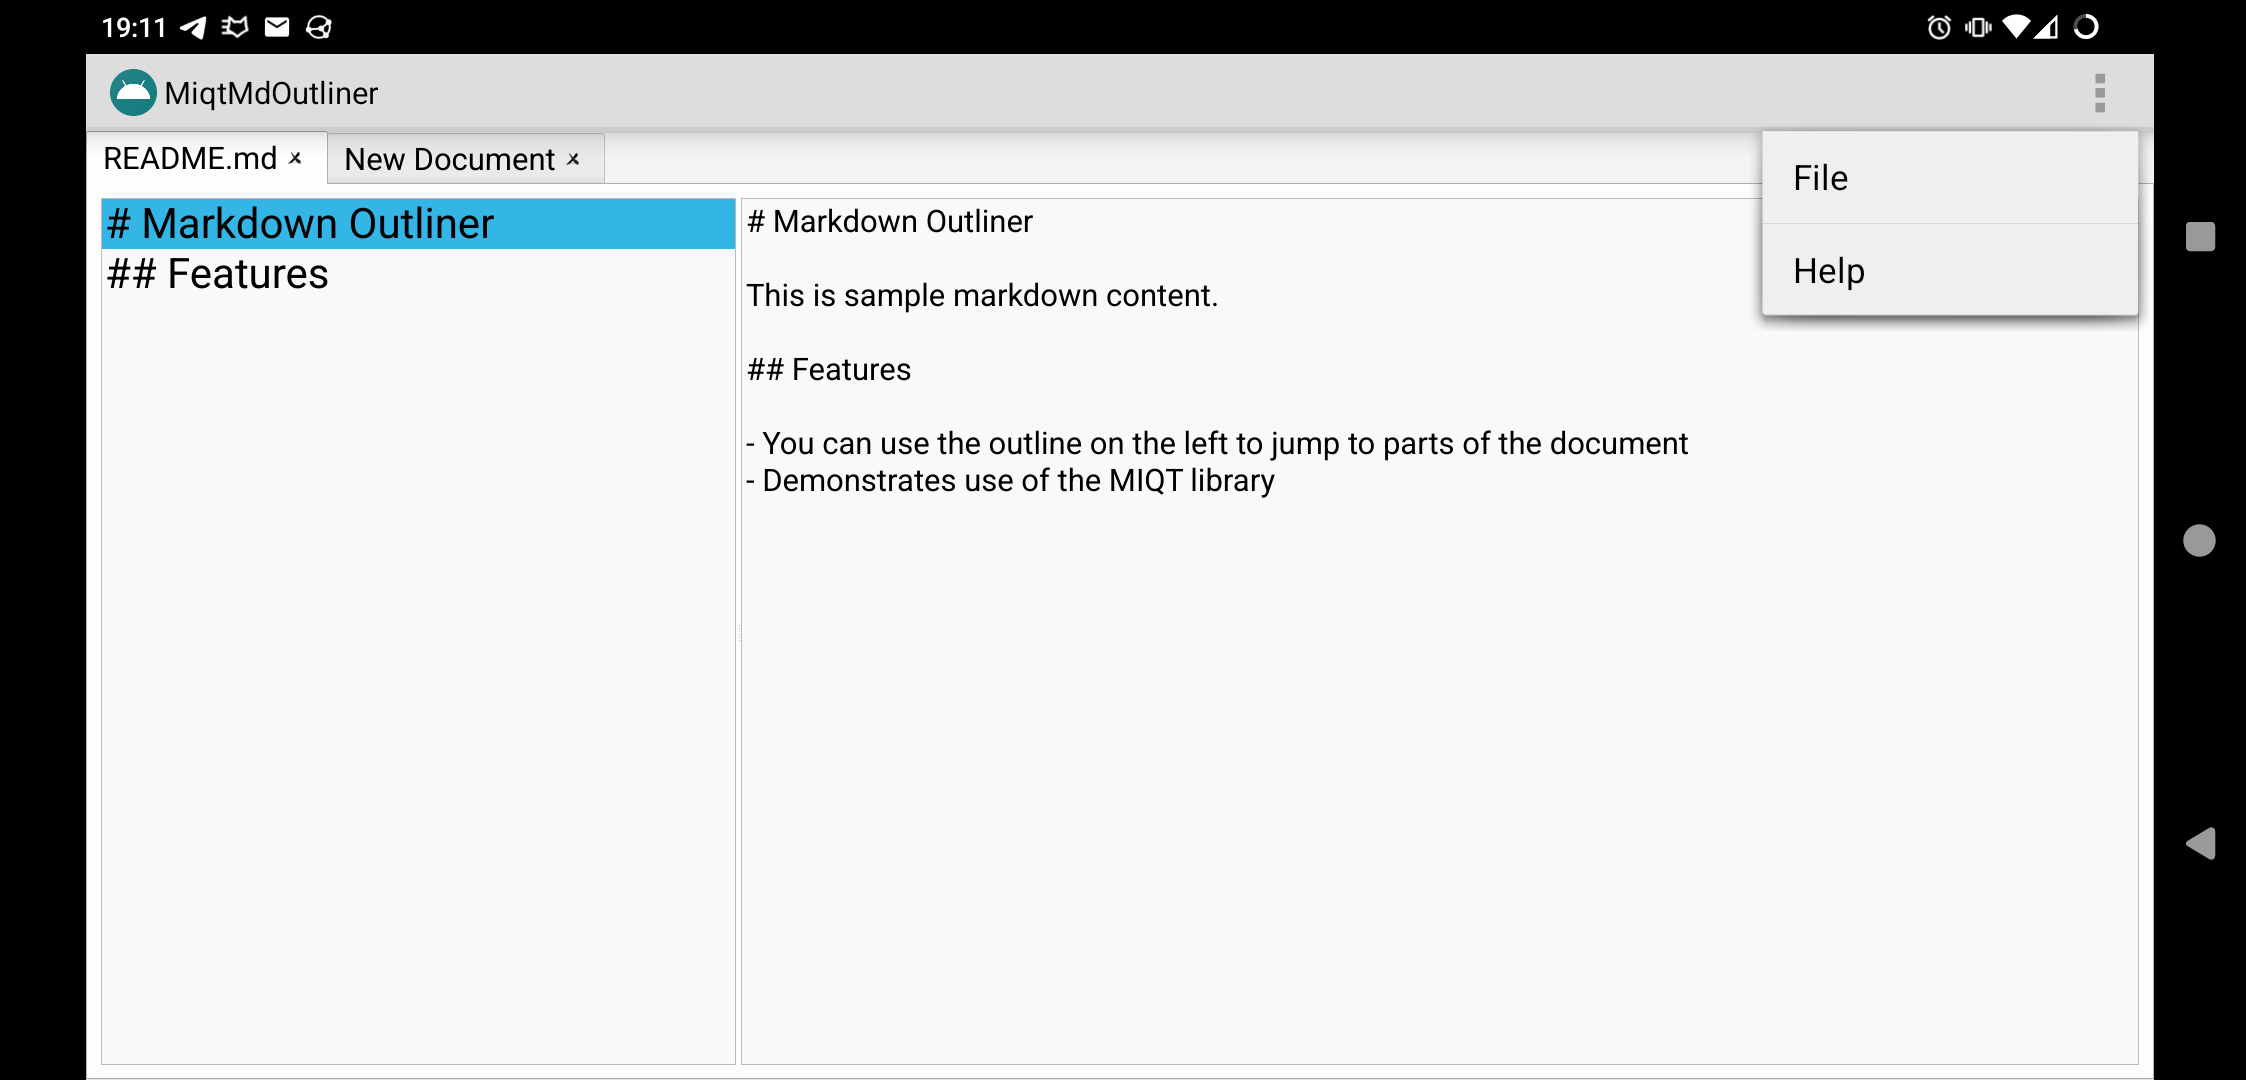 19:11
MiqtMdOutliner
README.md
New Document
File
Help
# Markdown Outliner
## Features
# Markdown Outliner
This is sample markdown content.
## Features
- You can use the outline on the left to jump to parts of the document
- Demonstrates use of the MIQT library